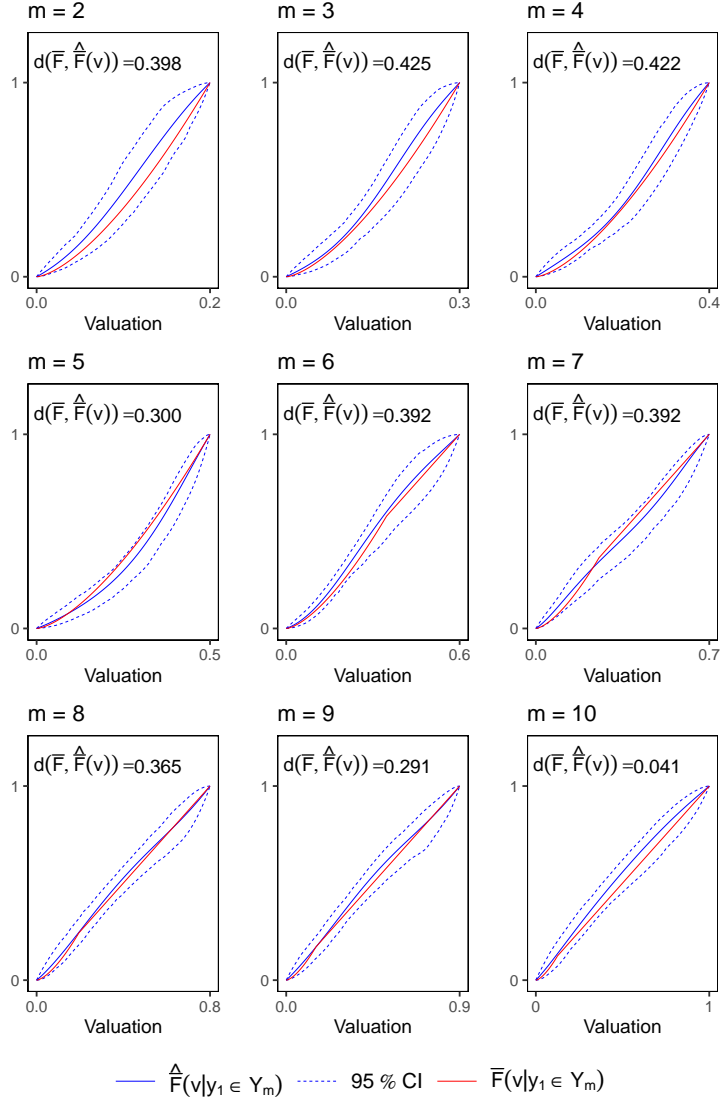 m = 2
m = 3
m = 4
d(F̅, F̅̂(v)) =0.398
d(F̅, F̅̂(v)) =0.425
d(F̅, F̅̂(v)) =0.422
1
1
1
0
0
0
0.0
0.2
0.0
0.3
0.0
0.4
Valuation
Valuation
Valuation
m = 5
m = 6
m = 7
d(F̅, F̅̂(v)) =0.300
d(F̅, F̅̂(v)) =0.392
d(F̅, F̅̂(v)) =0.392
1
1
1
0
0
0
0.0
0.5
0.0
0.6
0.0
0.7
Valuation
Valuation
Valuation
m = 8
m = 9
m = 10
d(F̅, F̅̂(v)) =0.365
d(F̅, F̅̂(v)) =0.291
d(F̅, F̅̂(v)) =0.041
1
1
1
0
0
0
0.0
0.8
0.0
0.9
0
1
Valuation
Valuation
Valuation
F̅̂(v|y₁ ∈ Yₘ)
95 % CI
F̅(v|y₁ ∈ Yₘ)